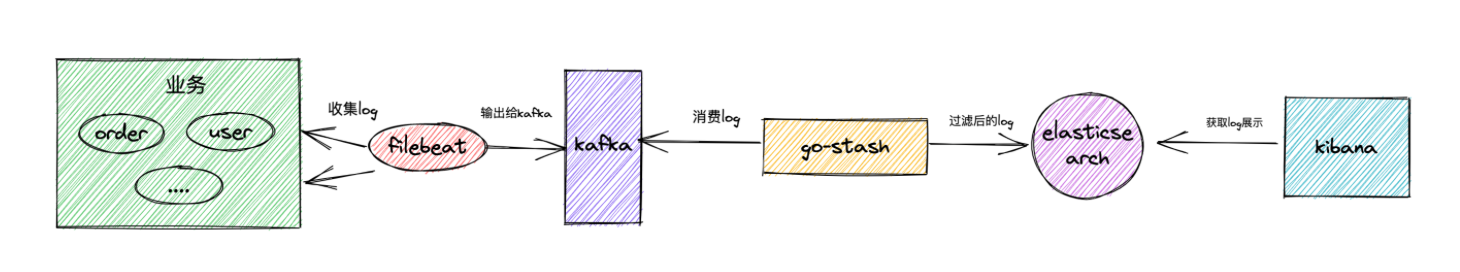 业务
order
user
....
收集log
filebeat
输出给kafka
kafka
消费log
go-stash
过滤后的log
elasticse
arch
获取log展示
kibana